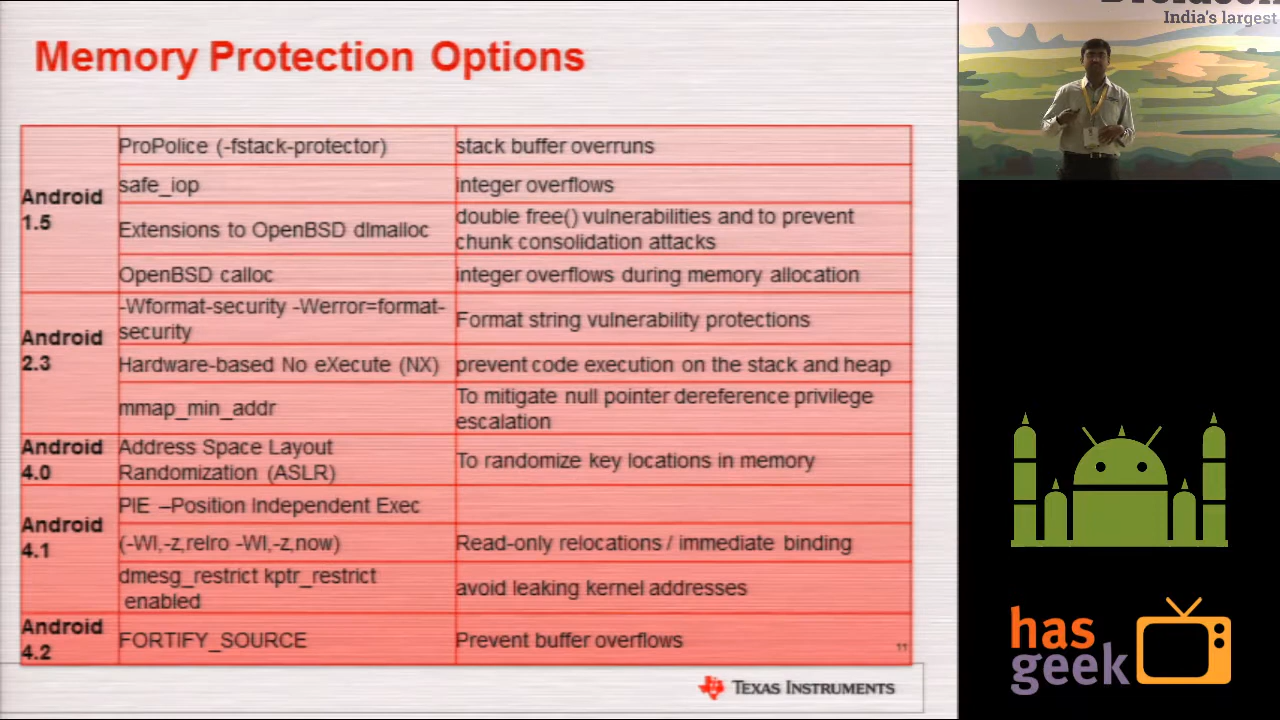 Memory Protection Options
Android
1.5
ProPolice (-fstack-protector)
stack buffer overruns
safe_iop
integer overflows
Extensions to OpenBSD dlmalloc
double free() vulnerabilities and to prevent
chunk consolidation attacks
OpenBSD calloc
integer overflows during memory allocation
Android
2.3
-Wformat-security -Werror=format-
security
Format string vulnerability protections
Hardware-based No eXecute (NX)
prevent code execution on the stack and heap
mmap_min_addr
To mitigate null pointer dereference privilege
escalation
Android
4.0
Address Space Layout
Randomization (ASLR)
To randomize key locations in memory
Android
4.1
PIE –Position Independent Exec
(-Wl,-z,relro -Wl,-z,now)
Read-only relocations / immediate binding
dmesg_restrict kptr_restrict
enabled
avoid leaking kernel addresses
Android
4.2
FORTIFY_SOURCE
Prevent buffer overflows
11
TEXAS INSTRUMENTS
India's largest
has
geek